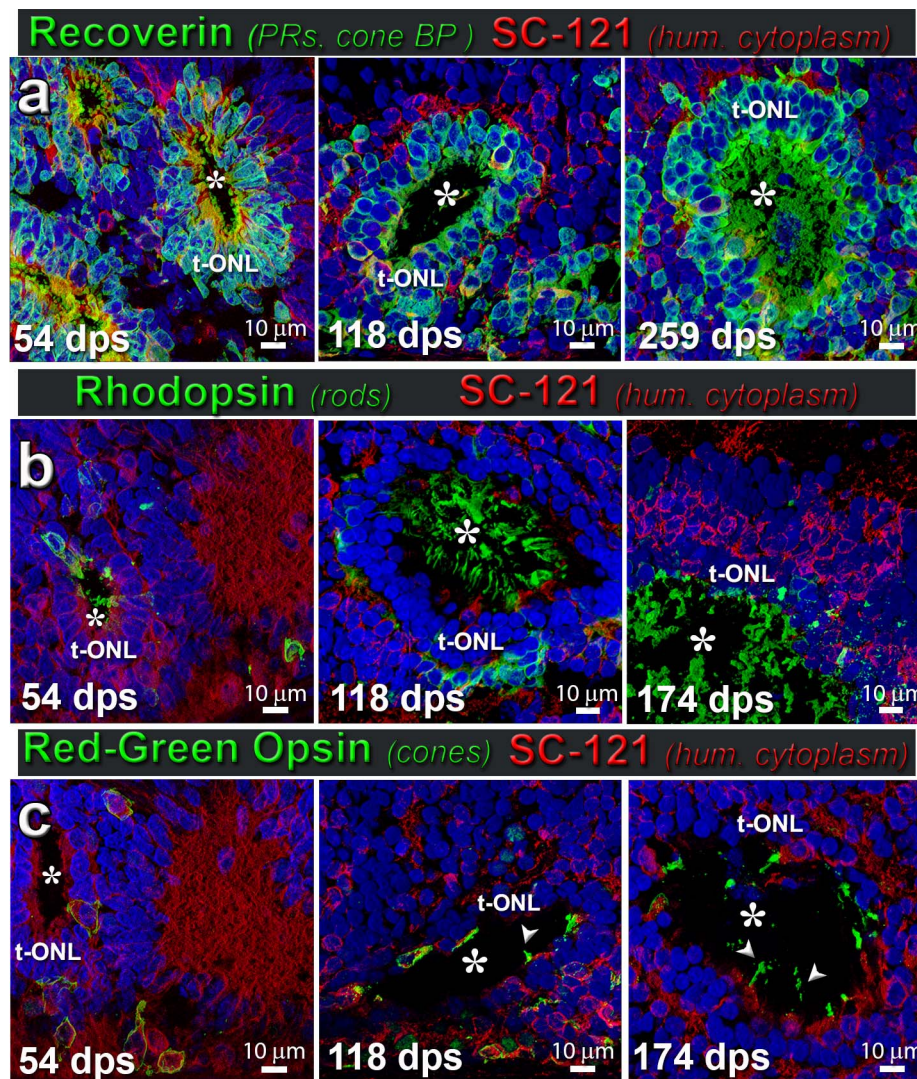 Recoverin (PRs. cone BP ) SC-121 (hum. cytoplasm)
a
t-ONL
54 dps
10 μm
t-ONL
118 dps
10 μm
t-ONL
259 dps
10 μm
Rhodopsin (rods) SC-121 (hum. cytoplasm)
b
t-ONL
54 dps
10 μm
t-ONL
118 dps
10 μm
t-ONL
174 dps
10 μm
Red-Green Opsin (cones) SC-121 (hum. cytoplasm)
c
t-ONL
54 dps
10 μm
t-ONL
118 dps
10 μm
t-ONL
174 dps
10 μm